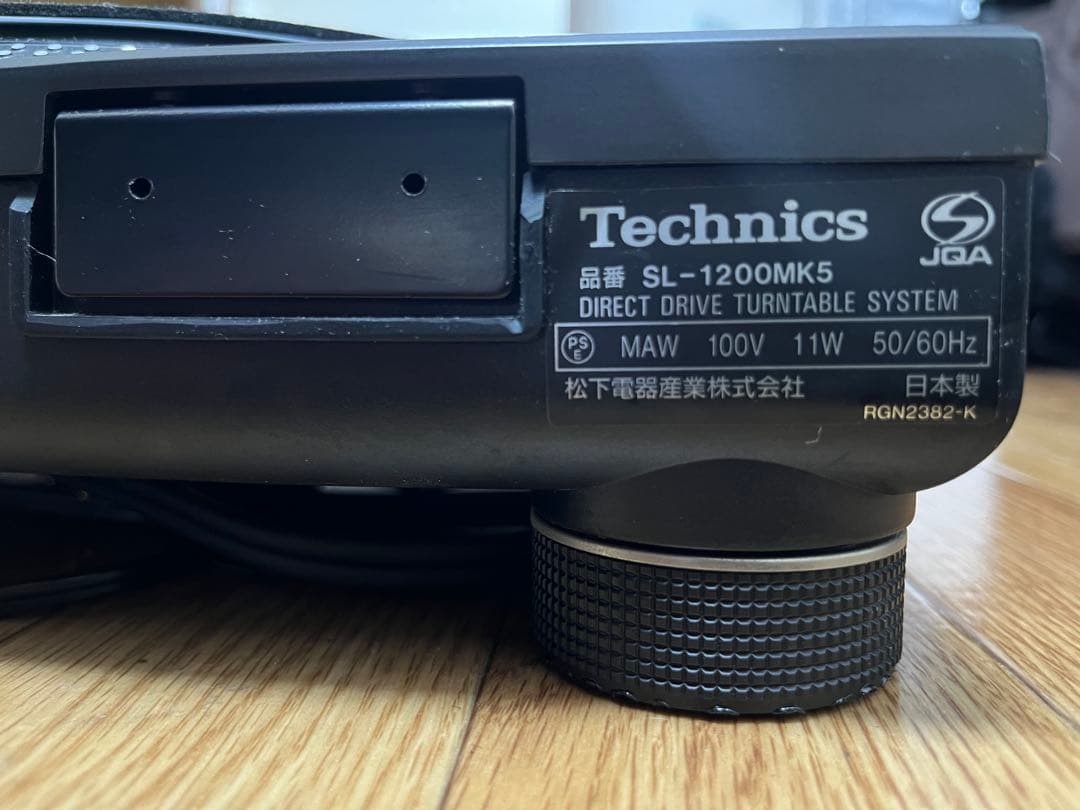 Technics
JQA
品番 SL-1200MK5
DIRECT DRIVE TURNTABLE SYSTEM
PS E MAW 100V 11W 50/60Hz
松下電器産業株式会社 日本製
RGN2382-K